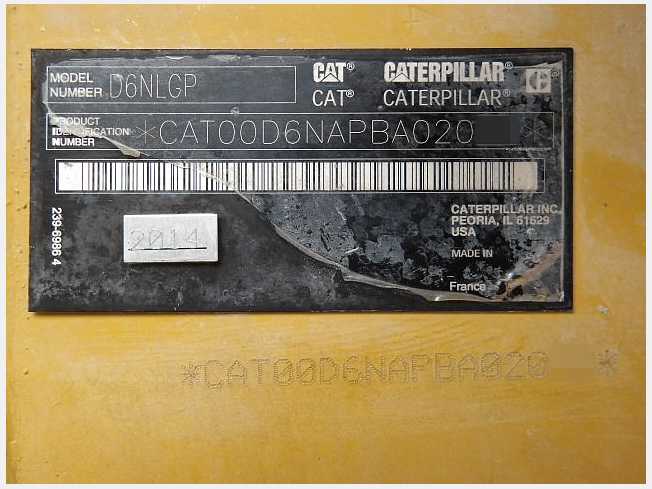 MODEL NUMBER D6NLGP
CAT® CATERPILLAR®
CAT® CATERPILLAR®
PRODUCT IDENTIFICATION NUMBER *CAT00D6NAPBA020 *
239-6986 4
2014
CATERPILLAR INC.
PEORIA, IL 61629
USA
MADE IN
France
*CAT00D6NAPBA020 *